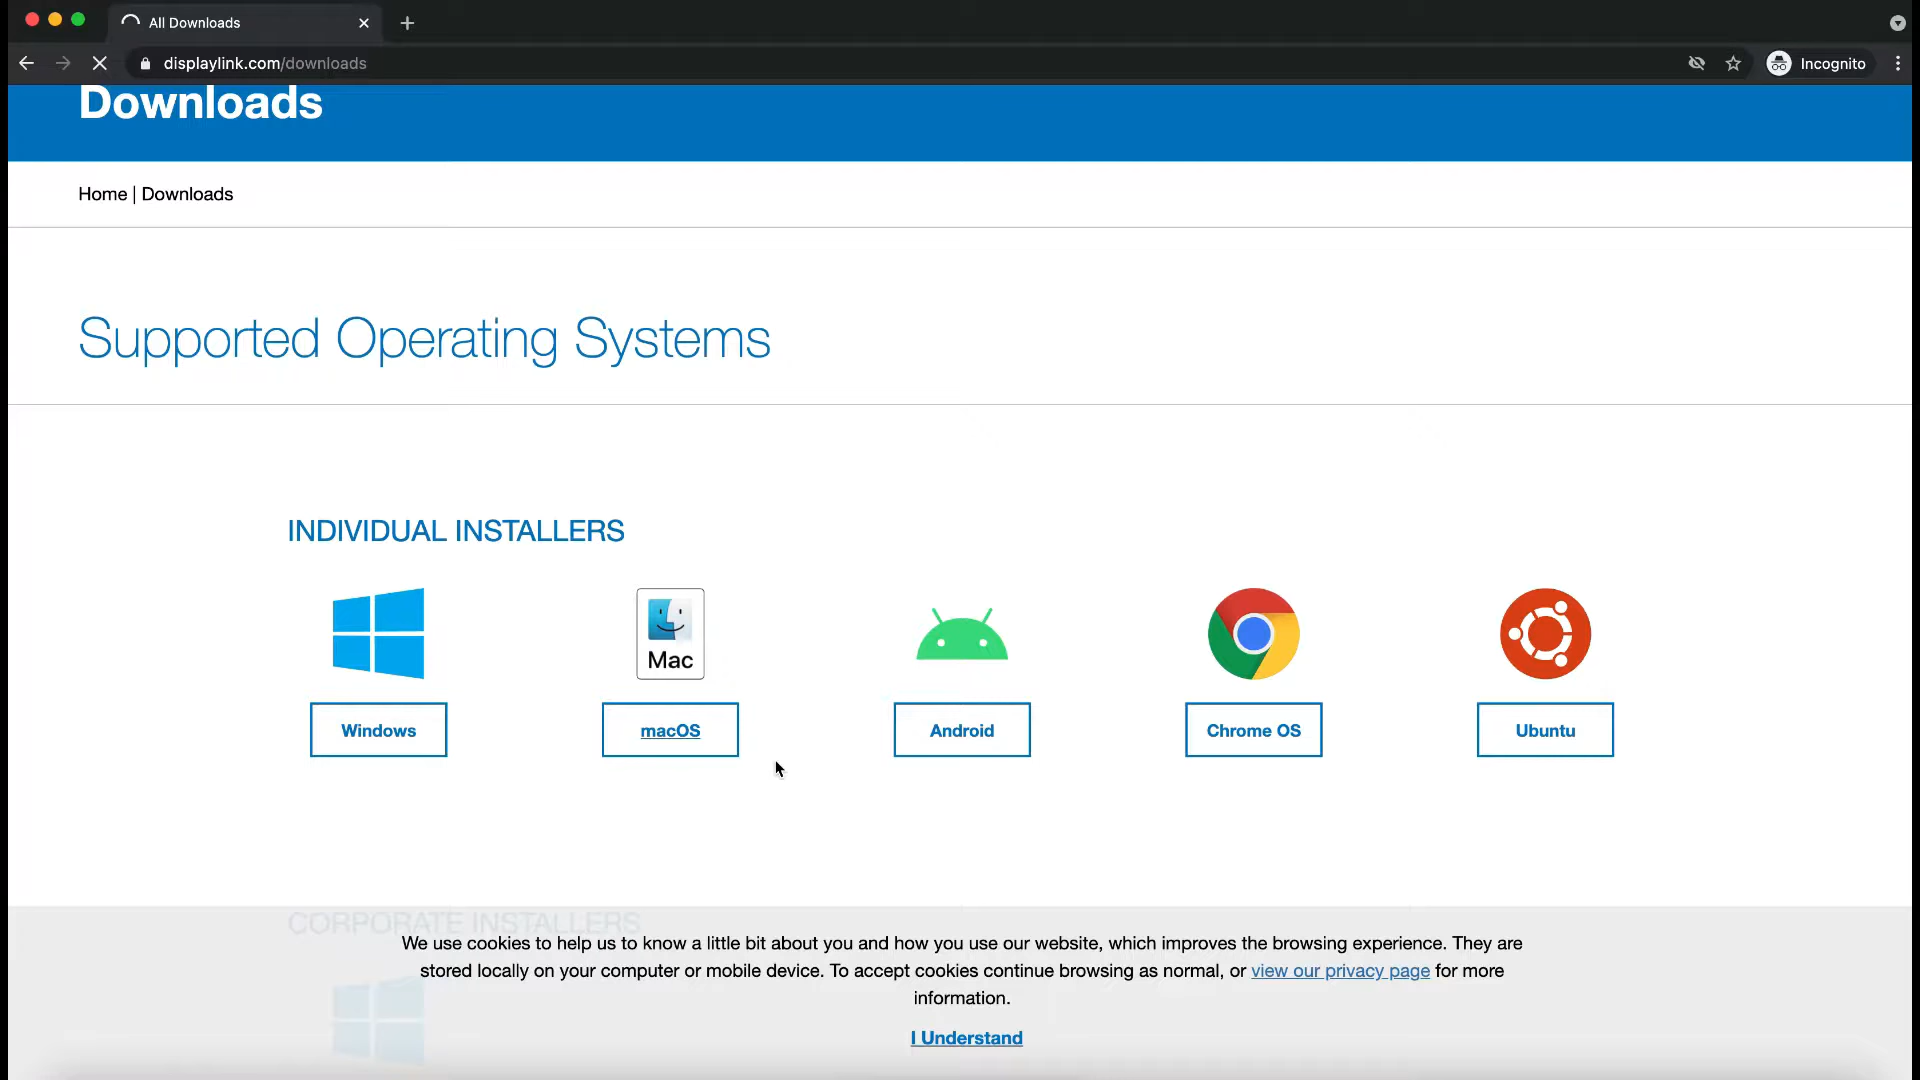 All Downloads
displaylink.com/downloads
Incognito
Downloads
Home | Downloads
Supported Operating Systems
INDIVIDUAL INSTALLERS
Mac
Windows
macOS
Android
Chrome OS
Ubuntu
CORPORATE INSTALLERS
We use cookies to help us to know a little bit about you and how you use our website, which improves the browsing experience. They are
stored locally on your computer or mobile device. To accept cookies continue browsing as normal, or view our privacy page for more
information.
I Understand